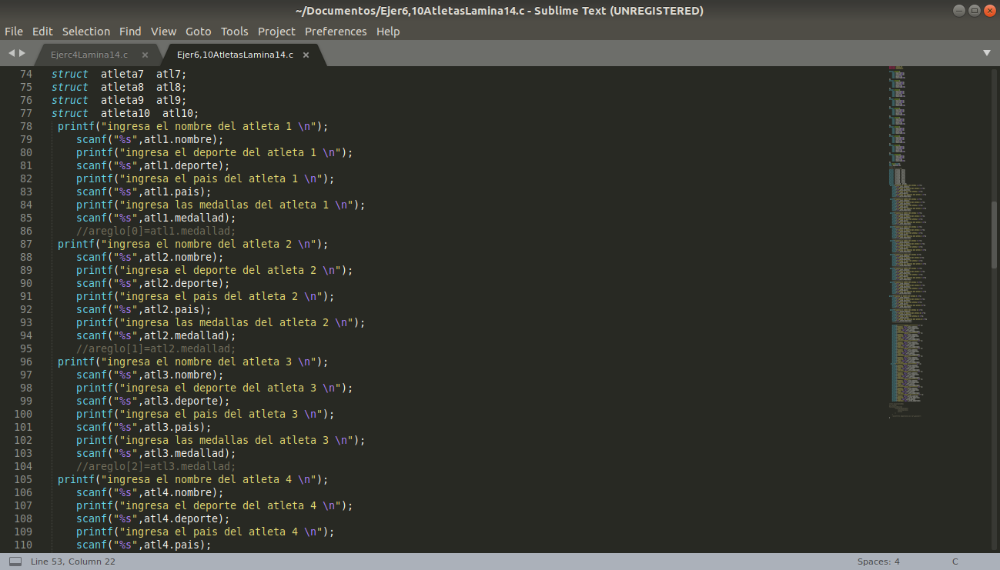 ~/Documentos/Ejer6,10AtletasLamina14.c - Sublime Text (UNREGISTERED)
File Edit Selection Find View Goto Tools Project Preferences Help
Ejerc4Lamina14.c × Ejer6,10AtletasLamina14.c ×
74 struct atleta7 atl7;
75 struct atleta8 atl8;
76 struct atleta9 atl9;
77 struct atleta10 atl10;
78 printf("ingresa el nombre del atleta 1 \n");
79 scanf("%s",atl1.nombre);
80 printf("ingresa el deporte del atleta 1 \n");
81 scanf("%s",atl1.deporte);
82 printf("ingresa el pais del atleta 1 \n");
83 scanf("%s",atl1.pais);
84 printf("ingresa las medallas del atleta 1 \n");
85 scanf("%s",atl1.medallad);
86 //areglo[0]=atl1.medallad;
87 printf("ingresa el nombre del atleta 2 \n");
88 scanf("%s",atl2.nombre);
89 printf("ingresa el deporte del atleta 2 \n");
90 scanf("%s",atl2.deporte);
91 printf("ingresa el pais del atleta 2 \n");
92 scanf("%s",atl2.pais);
93 printf("ingresa las medallas del atleta 2 \n");
94 scanf("%s",atl2.medallad);
95 //areglo[1]=atl2.medallad;
96 printf("ingresa el nombre del atleta 3 \n");
97 scanf("%s",atl3.nombre);
98 printf("ingresa el deporte del atleta 3 \n");
99 scanf("%s",atl3.deporte);
100 printf("ingresa el pais del atleta 3 \n");
101 scanf("%s",atl3.pais);
102 printf("ingresa las medallas del atleta 3 \n");
103 scanf("%s",atl3.medallad);
104 //areglo[2]=atl3.medallad;
105 printf("ingresa el nombre del atleta 4 \n");
106 scanf("%s",atl4.nombre);
107 printf("ingresa el deporte del atleta 4 \n");
108 scanf("%s",atl4.deporte);
109 printf("ingresa el pais del atleta 4 \n");
110 scanf("%s",atl4.pais);
Line 53, Column 22 Spaces: 4 C